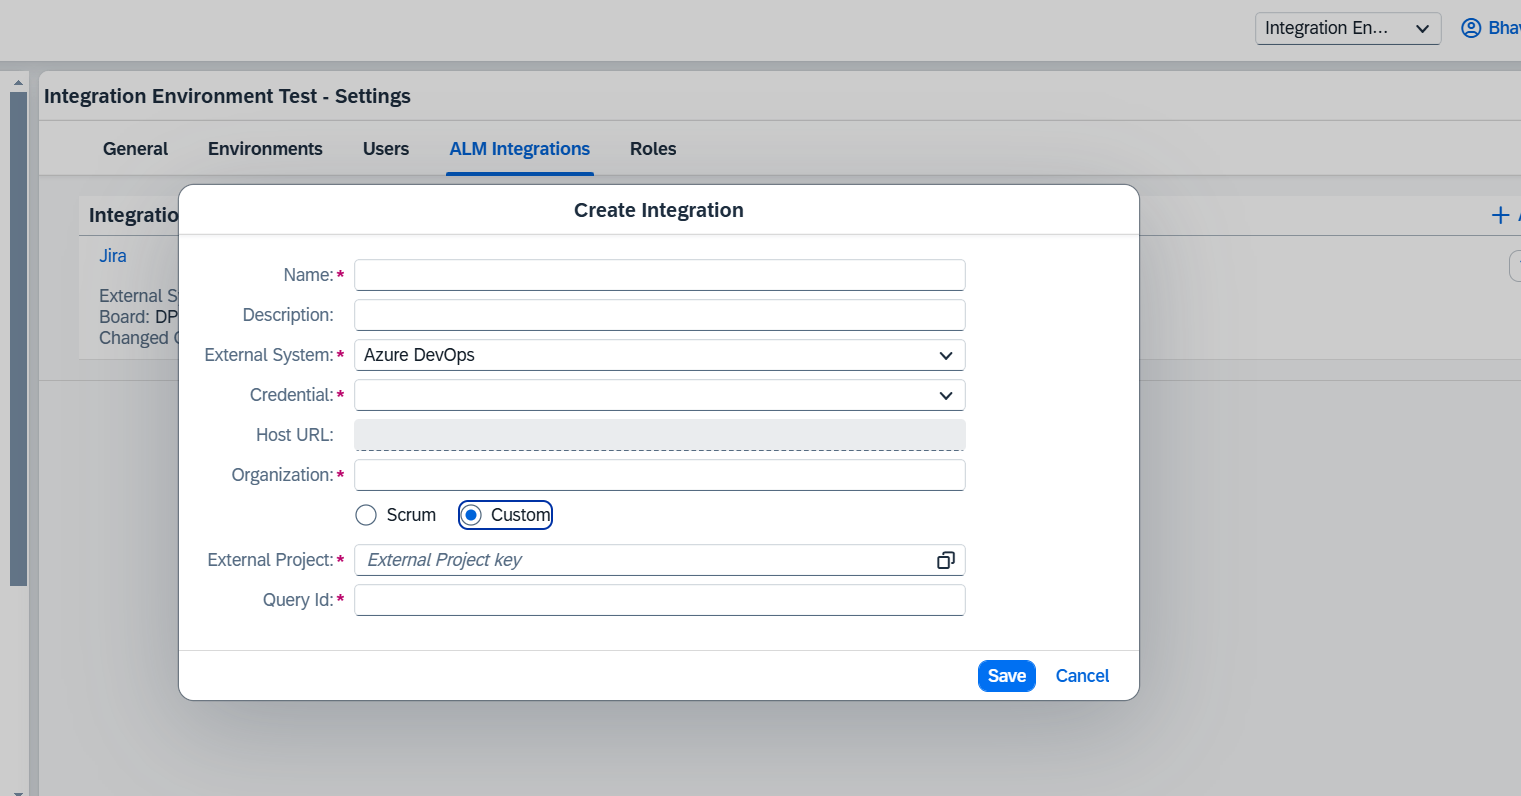 Integration En...
Bha
Integration Environment Test - Settings
General Environments Users ALM Integrations Roles
Integratio
Jira
External S
Board: DP
Changed
Create Integration
Name:*
Description:
External System:* Azure DevOps
Credential:*
Host URL:
Organization:*
Scrum Custom
External Project:* External Project key
Query Id:*
Save Cancel